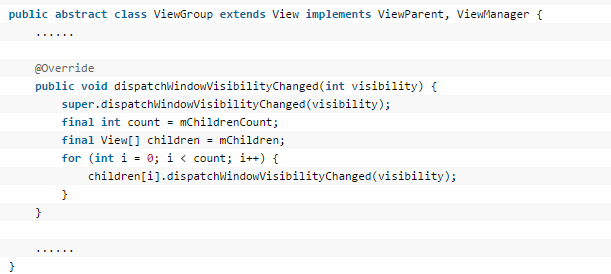 public abstract class ViewGroup extends View implements ViewParent, ViewManager {
    ......
    @Override
    public void dispatchWindowVisibilityChanged(int visibility) {
        super.dispatchWindowVisibilityChanged(visibility);
        final int count = mChildrenCount;
        final View[] children = mChildren;
        for (int i = 0; i < count; i++) {
            children[i].dispatchWindowVisibilityChanged(visibility);
        }
    }
    ......
}